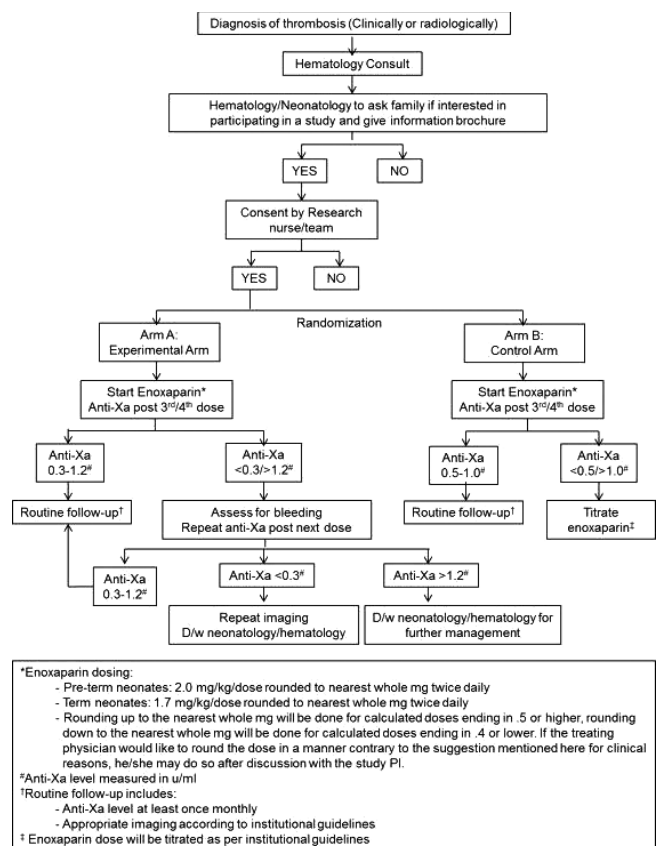 Diagnosis of thrombosis (Clinically or radiologically)
Hematology Consult
Hematology/Neonatology to ask family if interested in
participating in a study and give information brochure
YES
NO
Consent by Research
nurse/team
YES
NO
Randomization
Arm A:
Experimental Arm
Arm B:
Control Arm
Start Enoxaparin*
Anti-Xa post 3rd/4th dose
Start Enoxaparin*
Anti-Xa post 3rd/4th dose
Anti-Xa
0.3-1.2#
Anti-Xa
<0.3/>1.2#
Anti-Xa
0.5-1.0#
Anti-Xa
<0.5/>1.0#
Routine follow-up†
Assess for bleeding
Repeat anti-Xa post next dose
Routine follow-up†
Titrate
enoxaparin‡
Anti-Xa
0.3-1.2#
Anti-Xa <0.3#
Anti-Xa >1.2#
Repeat imaging
D/w neonatology/hematology
D/w neonatology/hematology for
further management
*Enoxaparin dosing:
- Pre-term neonates: 2.0 mg/kg/dose rounded to nearest whole mg twice daily
- Term neonates: 1.7 mg/kg/dose rounded to nearest whole mg twice daily
- Rounding up to the nearest whole mg will be done for calculated doses ending in .5 or higher, rounding
down to the nearest whole mg will be done for calculated doses ending in .4 or lower. If the treating
physician would like to round the dose in a manner contrary to the suggestion mentioned here for clinical
reasons, he/she may do so after discussion with the study PI.
#Anti-Xa level measured in u/ml
†Routine follow-up includes:
- Anti-Xa level at least once monthly
- Appropriate imaging according to institutional guidelines
‡ Enoxaparin dose will be titrated as per institutional guidelines